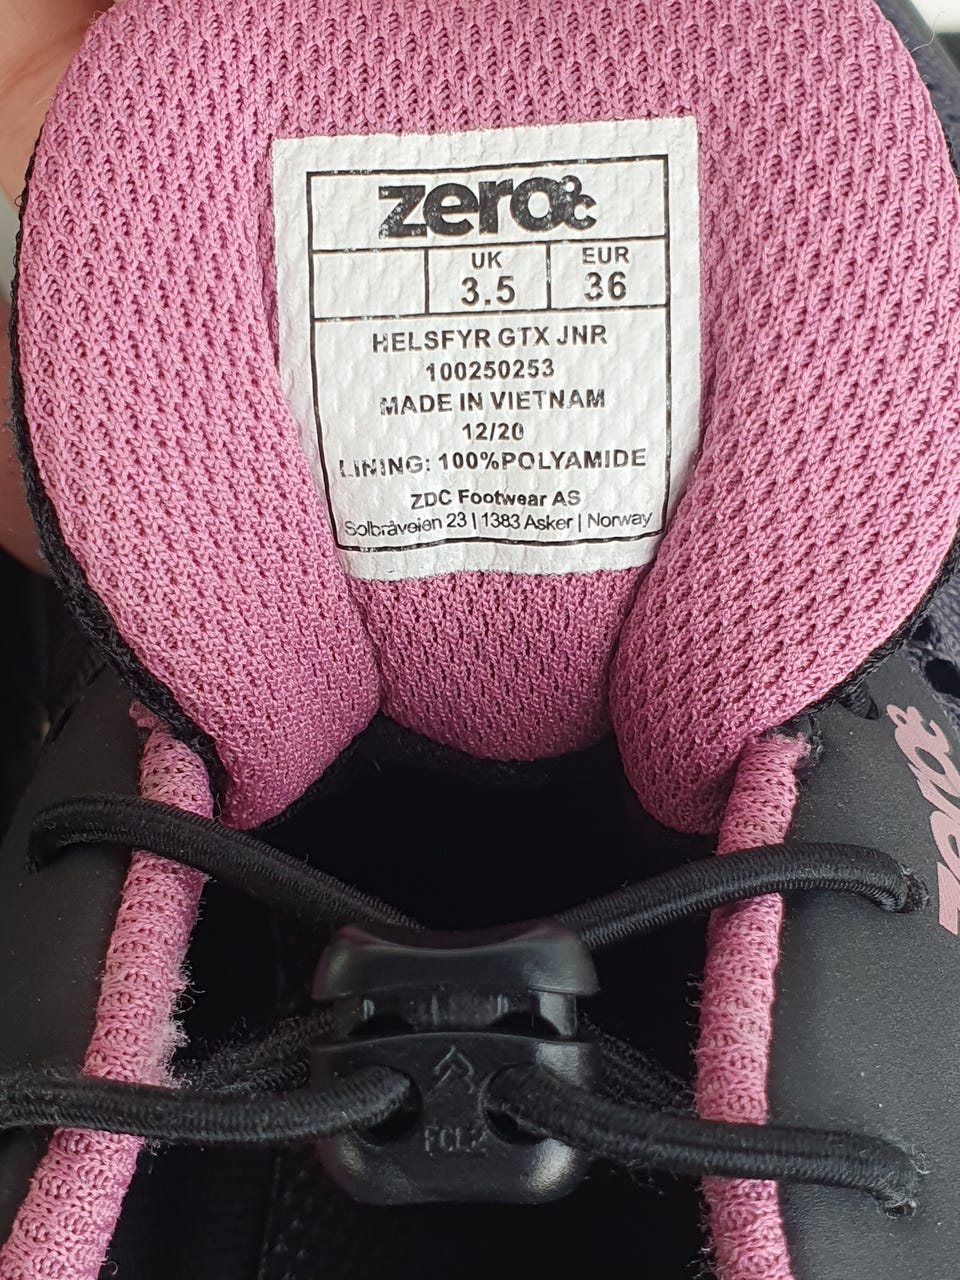 zero°C
UK EUR
3.5 36
HELSFYR GTX JNR
100250253
MADE IN VIETNAM
12/20
LINING: 100%POLYAMIDE
ZDC Footwear AS
Solbråveien 23 | 1383 Asker | Norway
zero°C